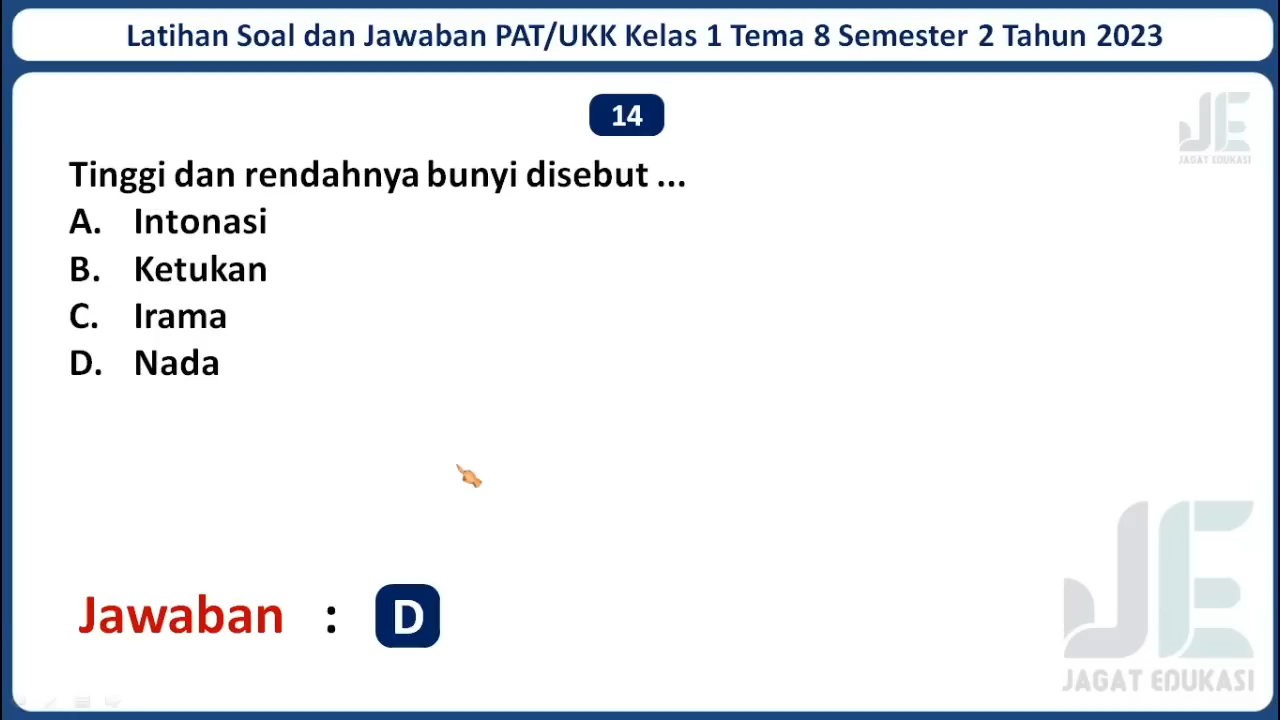 Latihan Soal dan Jawaban PAT/UKK Kelas 1 Tema 8 Semester 2 Tahun 2023
14
JE
JAGAT EDUKASI
Tinggi dan rendahnya bunyi disebut ...
A. Intonasi
B. Ketukan
C. Irama
D. Nada
Jawaban : D
JE
JAGAT EDUKASI